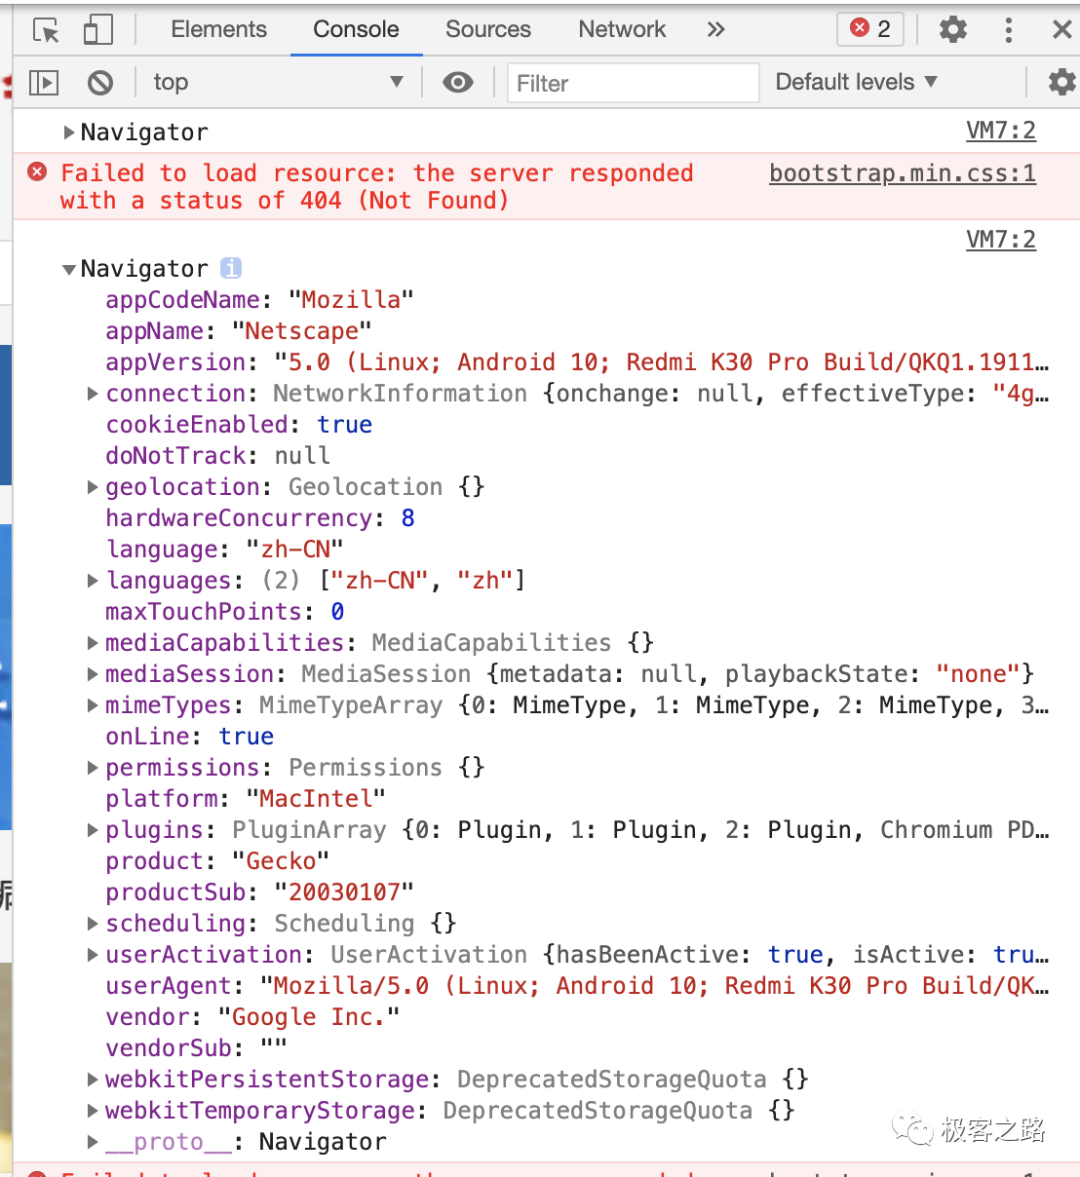 Elements Console Sources Network » 2
top Filter Default levels
Navigator VM7:2
Failed to load resource: the server responded bootstrap.min.css:1
with a status of 404 (Not Found)
VM7:2
Navigator i
appCodeName: "Mozilla"
appName: "Netscape"
appVersion: "5.0 (Linux; Android 10; Redmi K30 Pro Build/QKQ1.1911…
connection: NetworkInformation {onchange: null, effectiveType: "4g…
cookieEnabled: true
doNotTrack: null
geolocation: Geolocation {}
hardwareConcurrency: 8
language: "zh-CN"
languages: (2) ["zh-CN", "zh"]
maxTouchPoints: 0
mediaCapabilities: MediaCapabilities {}
mediaSession: MediaSession {metadata: null, playbackState: "none"}
mimeTypes: MimeTypeArray {0: MimeType, 1: MimeType, 2: MimeType, 3…
onLine: true
permissions: Permissions {}
platform: "MacIntel"
plugins: PluginArray {0: Plugin, 1: Plugin, 2: Plugin, Chromium PD…
product: "Gecko"
productSub: "20030107"
scheduling: Scheduling {}
userActivation: UserActivation {hasBeenActive: true, isActive: tru…
userAgent: "Mozilla/5.0 (Linux; Android 10; Redmi K30 Pro Build/QK…
vendor: "Google Inc."
vendorSub: ""
webkitPersistentStorage: DeprecatedStorageQuota {}
webkitTemporaryStorage: DeprecatedStorageQuota {}
__proto__: Navigator
极客之路